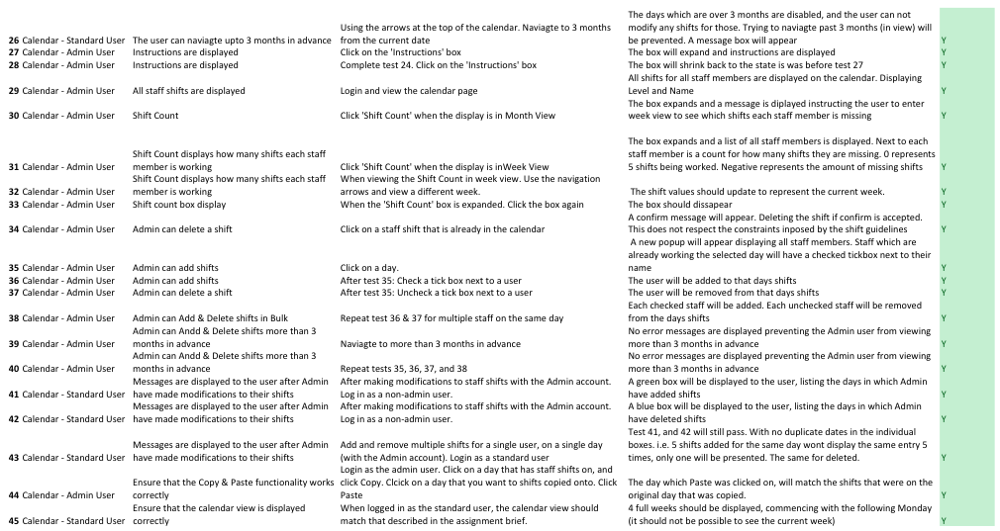 The days which are over 3 months are disabled, and the user can not
Using the arrows at the top of the calendar. Naviagte to 3 months modify any shifts for those. Trying to navigate past 3 months (in view) will
26 Calendar - Standard User The user can naviagte upto 3 months in advance from the current date be prevented. A message box will appear Y
27 Calendar - Admin User Instructions are displayed Click on the 'Instructions' box The box will expand and instructions are displayed Y
28 Calendar - Admin User Instructions are displayed Complete test 24. Click on the 'Instructions' box The box will shrink back to the state is was before test 27 Y
All shifts for all staff members are displayed on the calendar. Displaying
29 Calendar - Admin User All staff shifts are displayed Login and view the calendar page Level and Name Y
The box expands and a message is diplayed instructing the user to enter
30 Calendar - Admin User Shift Count Click 'Shift Count' when the display is in Month View week view to see which shifts each staff member is missing Y
The box expands and a list of all staff members is displayed. Next to each
Shift Count displays how many shifts each staff staff member is a count for how many shifts they are missing. 0 represents
31 Calendar - Admin User member is working Click 'Shift Count' when the display is inWeek View 5 shifts being worked. Negative represents the amount of missing shifts Y
Shift Count displays how many shifts each staff When viewing the Shift Count in week view. Use the navigation
32 Calendar - Admin User member is working arrows and view a different week. The shift values should update to represent the current week. Y
33 Calendar - Admin User Shift count box display When the 'Shift Count' box is expanded. Click the box again The box should dissapear Y
A confirm message will appear. Deleting the shift if confirm is accepted.
34 Calendar - Admin User Admin can delete a shift Click on a staff shift that is already in the calendar This does not respect the constraints inposed by the shift guidelines Y
A new popup will appear displaying all staff members. Staff which are
already working the selected day will have a checked tickbox next to their
35 Calendar - Admin User Admin can add shifts Click on a day. name Y
36 Calendar - Admin User Admin can add shifts After test 35: Check a tick box next to a user The user will be added to that days shifts Y
37 Calendar - Admin User Admin can delete a shift After test 35: Uncheck a tick box next to a user The user will be removed from that days shifts Y
Each checked staff will be added. Each unchecked staff will be removed
38 Calendar - Admin User Admin can Add & Delete shifts in Bulk Repeat test 36 & 37 for multiple staff on the same day from the days shifts Y
Admin can Andd & Delete shifts more than 3 No error messages are displayed preventing the Admin user from viewing
39 Calendar - Admin User months in advance Naviagte to more than 3 months in advance more than 3 months in advance Y
Admin can Andd & Delete shifts more than 3 No error messages are displayed preventing the Admin user from viewing
40 Calendar - Admin User months in advance Repeat tests 35, 36, 37, and 38 more than 3 months in advance Y
Messages are displayed to the user after Admin After making modifications to staff shifts with the Admin account. A green box will be displayed to the user, listing the days in which Admin
41 Calendar - Standard User have made modifications to their shifts Log in as a non-admin user. have added shifts Y
Messages are displayed to the user after Admin After making modifications to staff shifts with the Admin account. A blue box will be displayed to the user, listing the days in which Admin
42 Calendar - Standard User have made modifications to their shifts Log in as a non-admin user. have deleted shifts Y
Test 41, and 42 will still pass. With no duplicate dates in the individual
Messages are displayed to the user after Admin Add and remove multiple shifts for a single user, on a single day boxes. i.e. 5 shifts added for the same day wont display the same entry 5
43 Calendar - Standard User have made modifications to their shifts (with the Admin account). Login as a standard user times, only one will be presented. The same for deleted. Y
Login as the admin user. Click on a day that has staff shifts on, and
Ensure that the Copy & Paste functionality works click Copy. Clcick on a day that you want to shifts copied onto. Click The day which Paste was clicked on, will match the shifts that were on the
44 Calendar - Admin User correctly Paste original day that was copied. Y
Ensure that the calendar view is displayed When logged in as the standard user, the calendar view should 4 full weeks should be displayed, commencing with the following Monday
45 Calendar - Standard User correctly match that described in the assignment brief. (it should not be possible to see the current week) Y